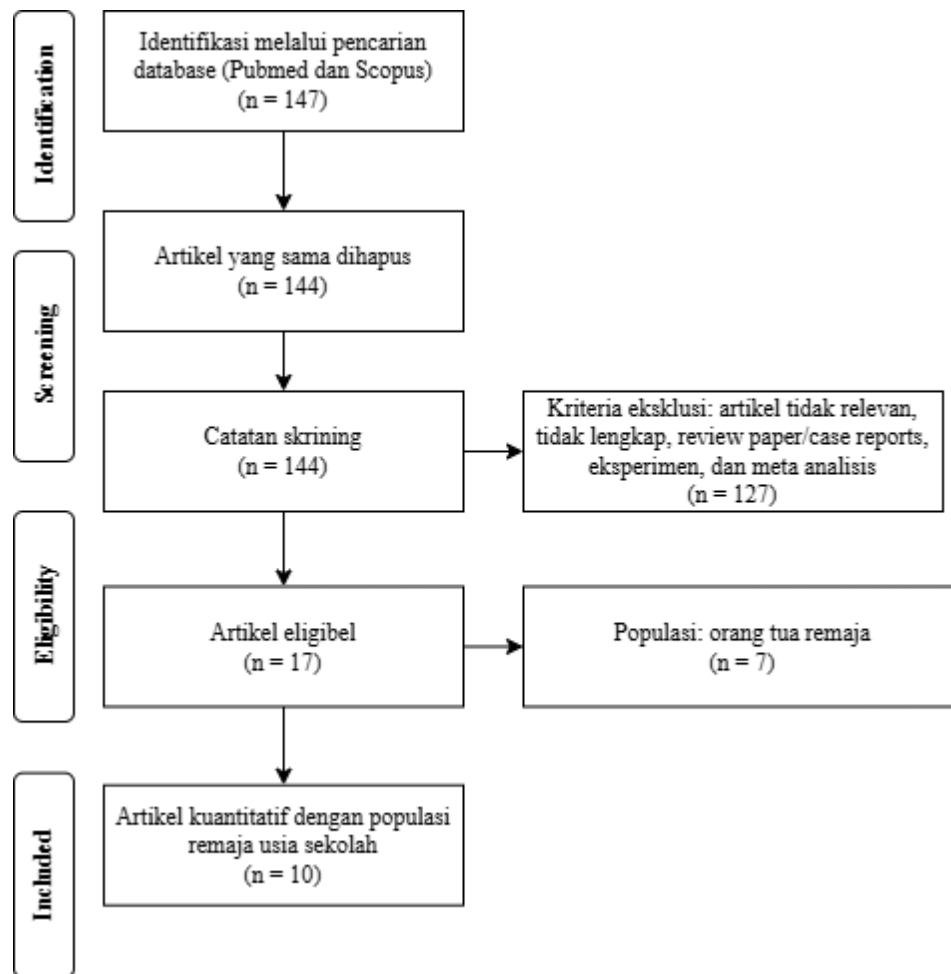 Identification
Identifikasi melalui pencarian
database (Pubmed dan Scopus)
(n = 147)
Screening
Artikel yang sama dihapus
(n = 144)
Catatan skrining
(n = 144)
Kriteria eksklusi: artikel tidak relevan,
tidak lengkap, review paper/case reports,
eksperimen, dan meta analisis
(n = 127)
Eligibility
Artikel eligibel
(n = 17)
Populasi: orang tua remaja
(n = 7)
Included
Artikel kuantitatif dengan populasi
remaja usia sekolah
(n = 10)